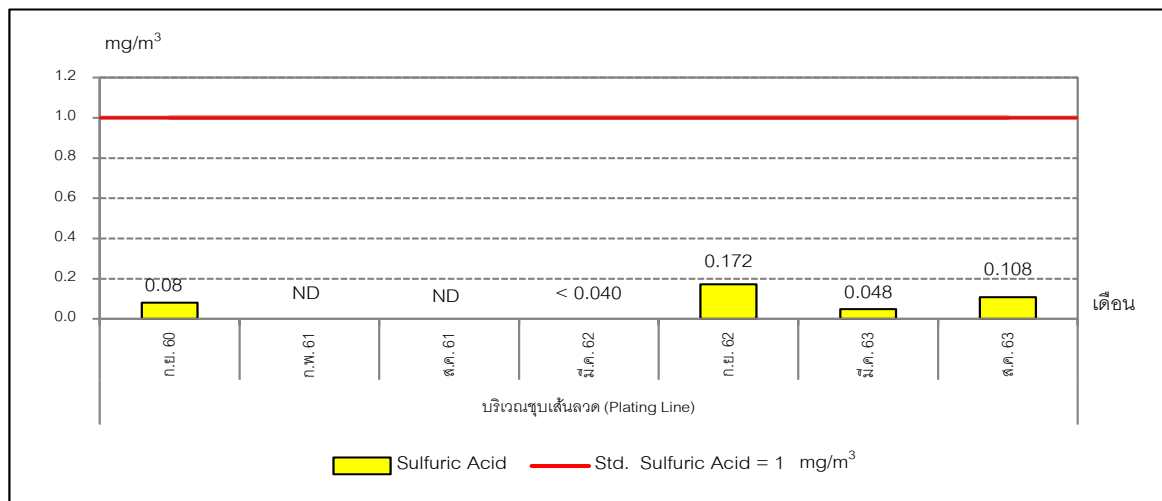 mg/m³
1.2
1.0
0.8
0.6
0.4
0.2
0.0
0.08
ND
ND
< 0.040
0.172
0.048
0.108
เดือน
ก.ย. 60
ก.พ. 61
ส.ค. 61
มี.ค. 62
ก.ย. 62
มี.ค. 63
ส.ค. 63
บริเวณชุบเส้นลวด (Plating Line)
Sulfuric Acid
Std. Sulfuric Acid = 1 mg/m³